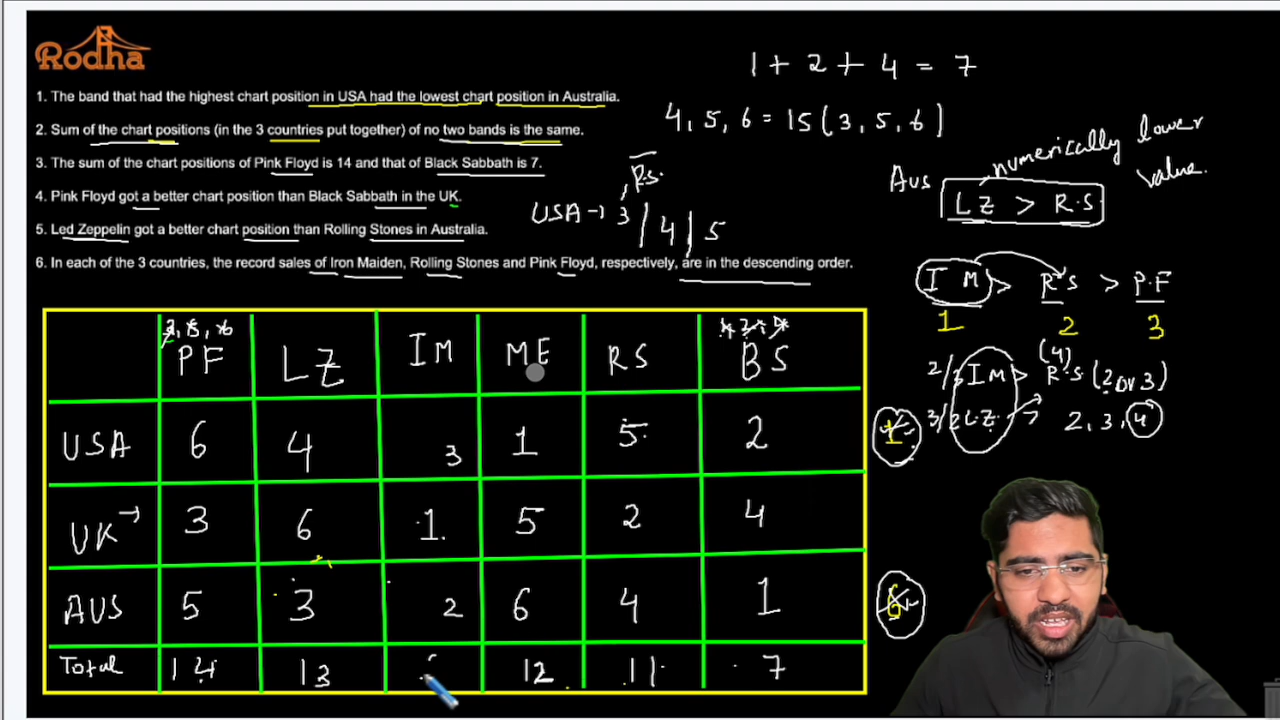 Rodha
1. The band that had the highest chart position in USA had the lowest chart position in Australia.
2. Sum of the chart positions (in the 3 countries put together) of no two bands is the same.
3. The sum of the chart positions of Pink Floyd is 14 and that of Black Sabbath is 7.
4. Pink Floyd got a better chart position than Black Sabbath in the UK.
5. Led Zeppelin got a better chart position than Rolling Stones in Australia.
6. In each of the 3 countries, the record sales of Iron Maiden, Rolling Stones and Pink Floyd, respectively, are in the descending order.
1 + 2 + 4 = 7
4, 5, 6 = 15 (3, 5, 6)
R.S.
USA → 3 / 4 / 5
numerically lower
value.
Aus
LZ > R.S
I M > R.S > P.F
1 2 3
(4)
2/3 IM > R.S (2 or 3)
3/2 L.Z. → 2, 3, 4
PF LZ IM ME RS BS
USA 6 4 3 1 5 2
1
UK → 3 6 1 5 2 4
AUS 5 3 2 6 4 1
6
Total 14 13 12 11 7